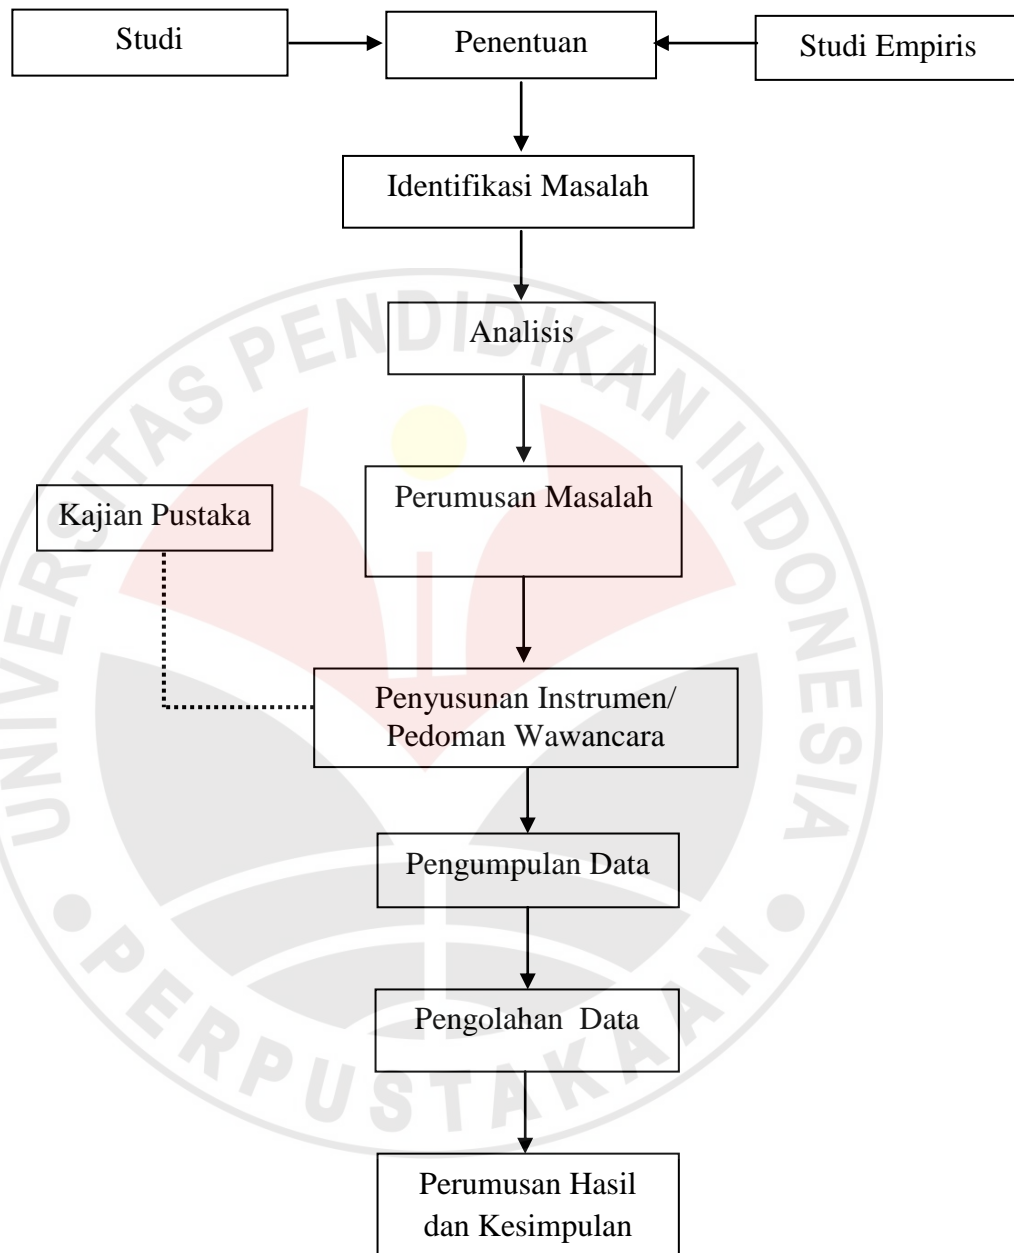 Studi
Penentuan
Studi Empiris
Identifikasi Masalah
Analisis
Perumusan Masalah
Kajian Pustaka
Penyusunan Instrumen/
Pedoman Wawancara
Pengumpulan Data
Pengolahan Data
Perumusan Hasil
dan Kesimpulan
UNIVERSITAS PENDIDIKAN INDONESIA
PERPUSTAKAAN